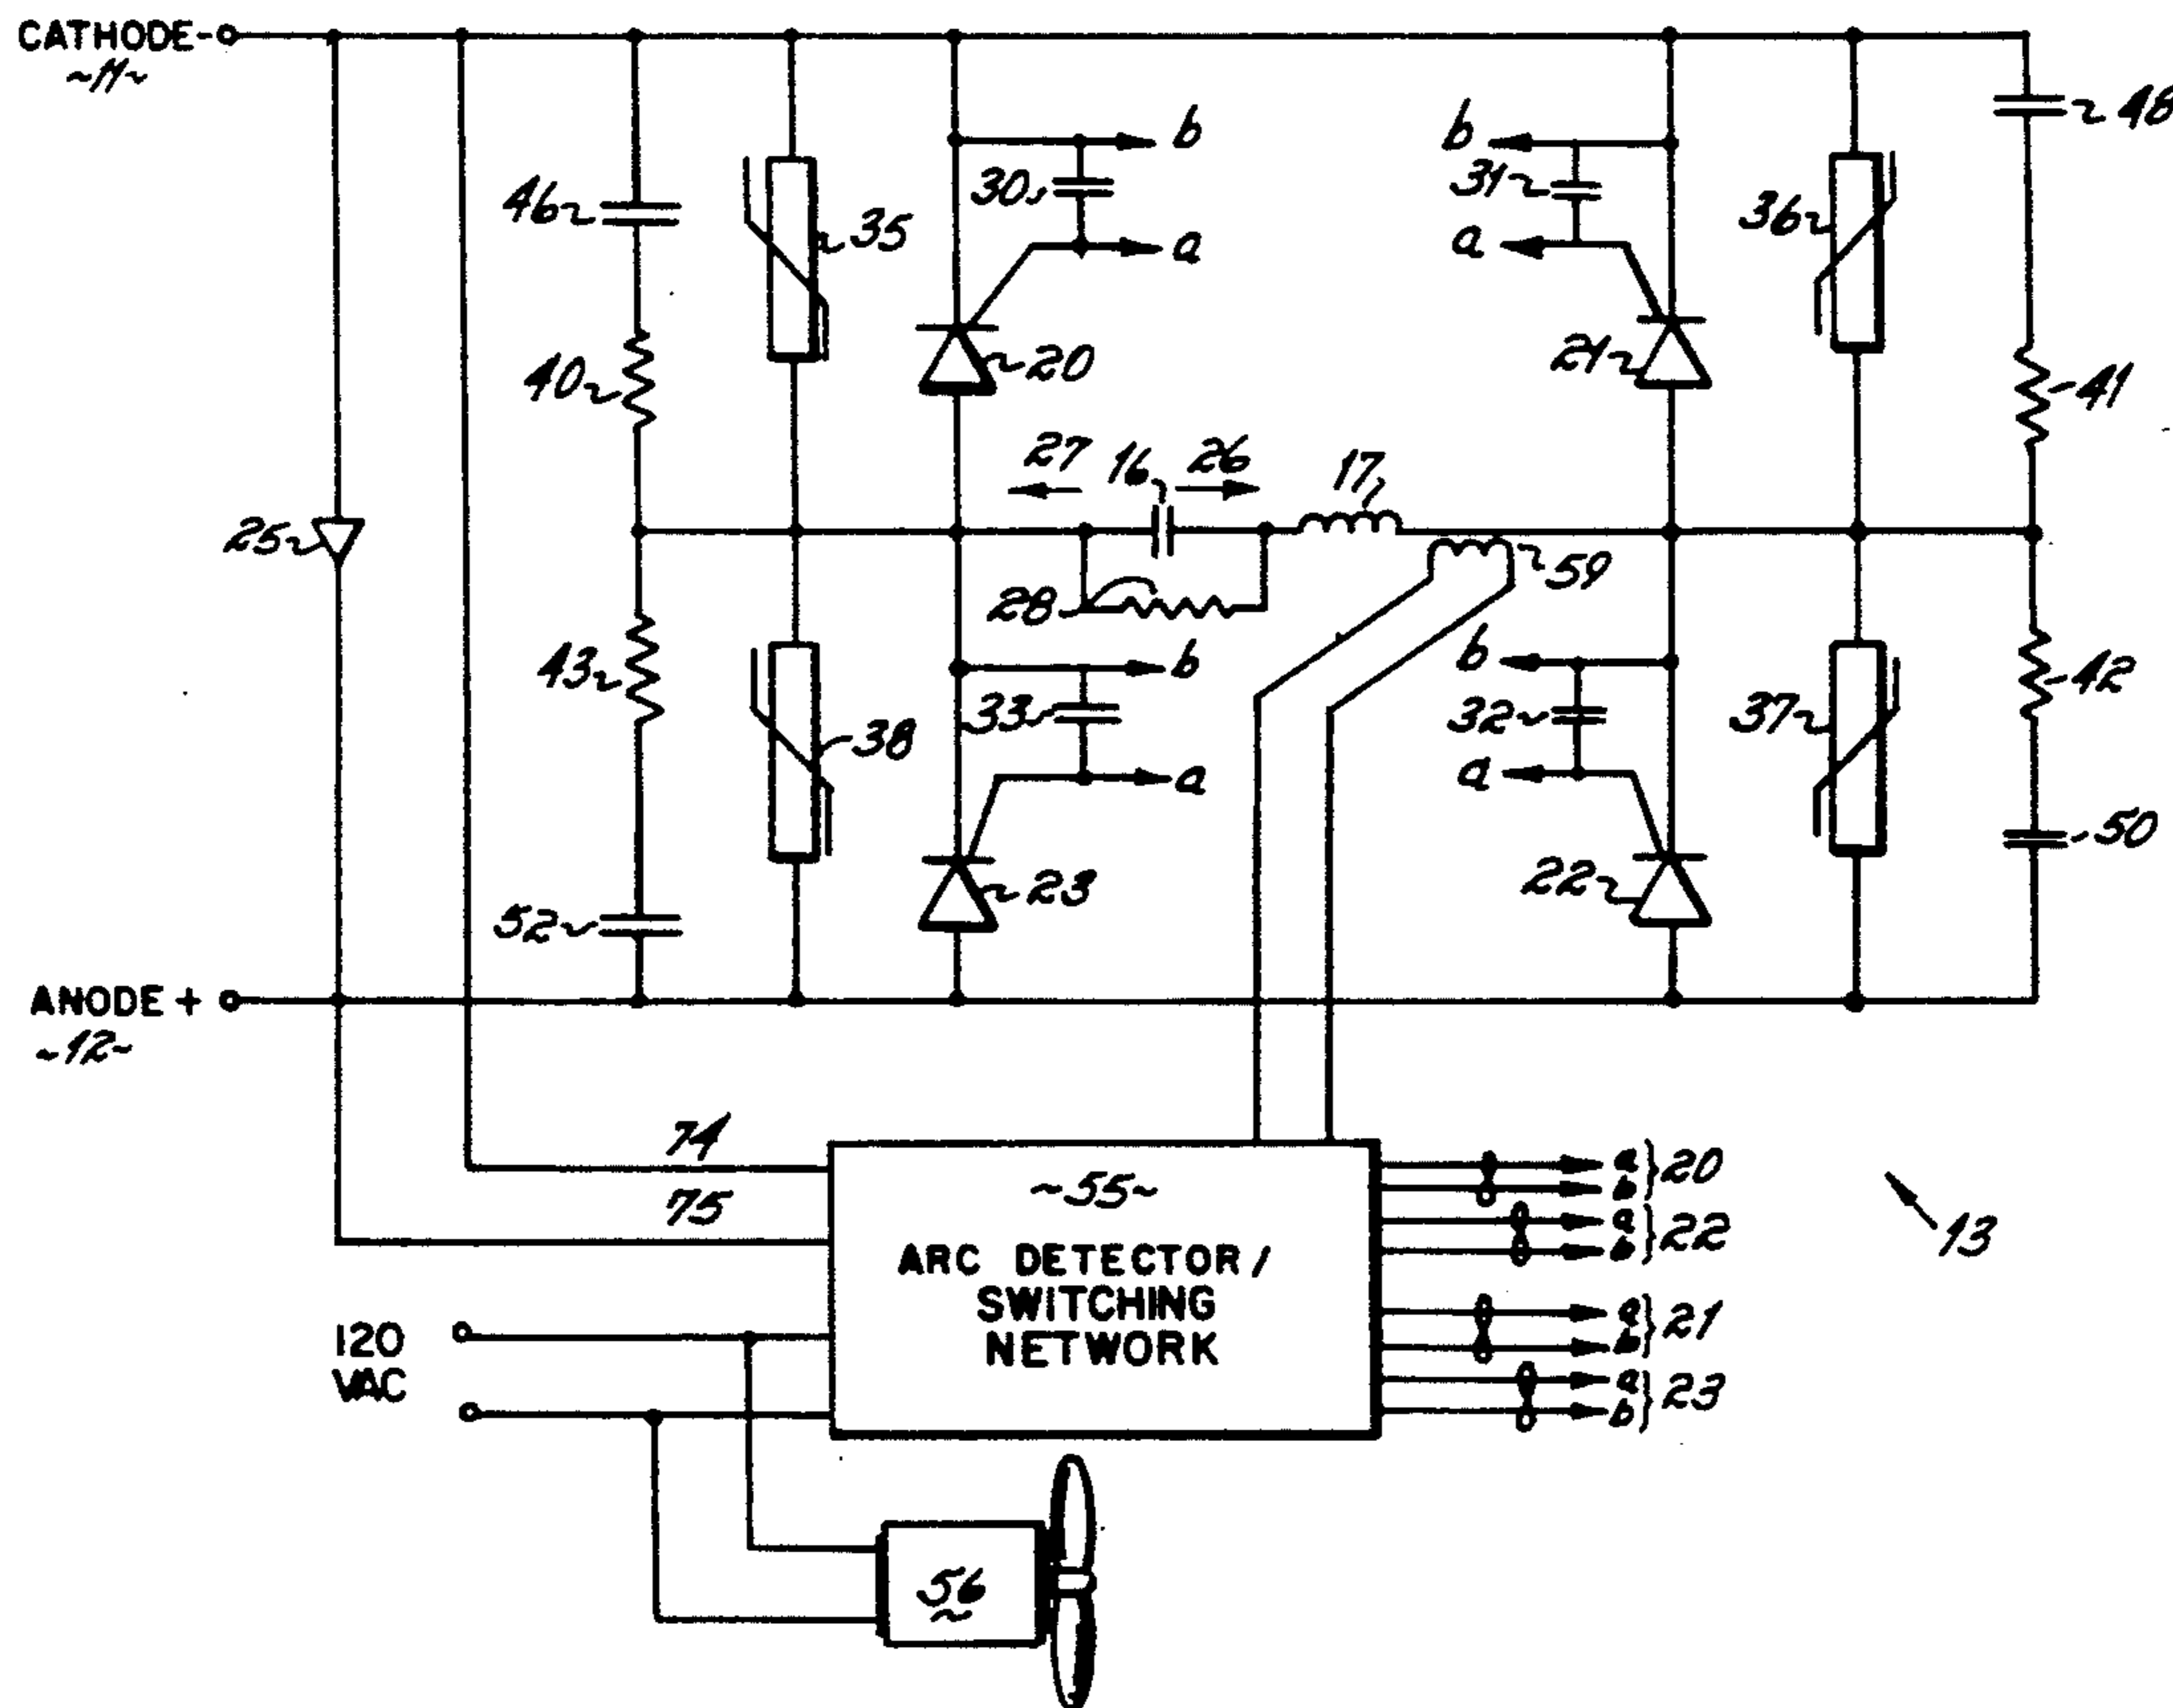 CATHODE -
~11~
b
b
48
46
30
31
35
36
a
a
40
20
21
41
27
16
26
17
25
28
59
43
b
b
42
33
32
37
38
a
a
50
52
23
22
ANODE +
~12~
74
75
~55~
ARC DETECTOR/
SWITCHING
NETWORK
a } 20
b
a } 22
b
a } 21
b
a } 23
b
13
120
VAC
56